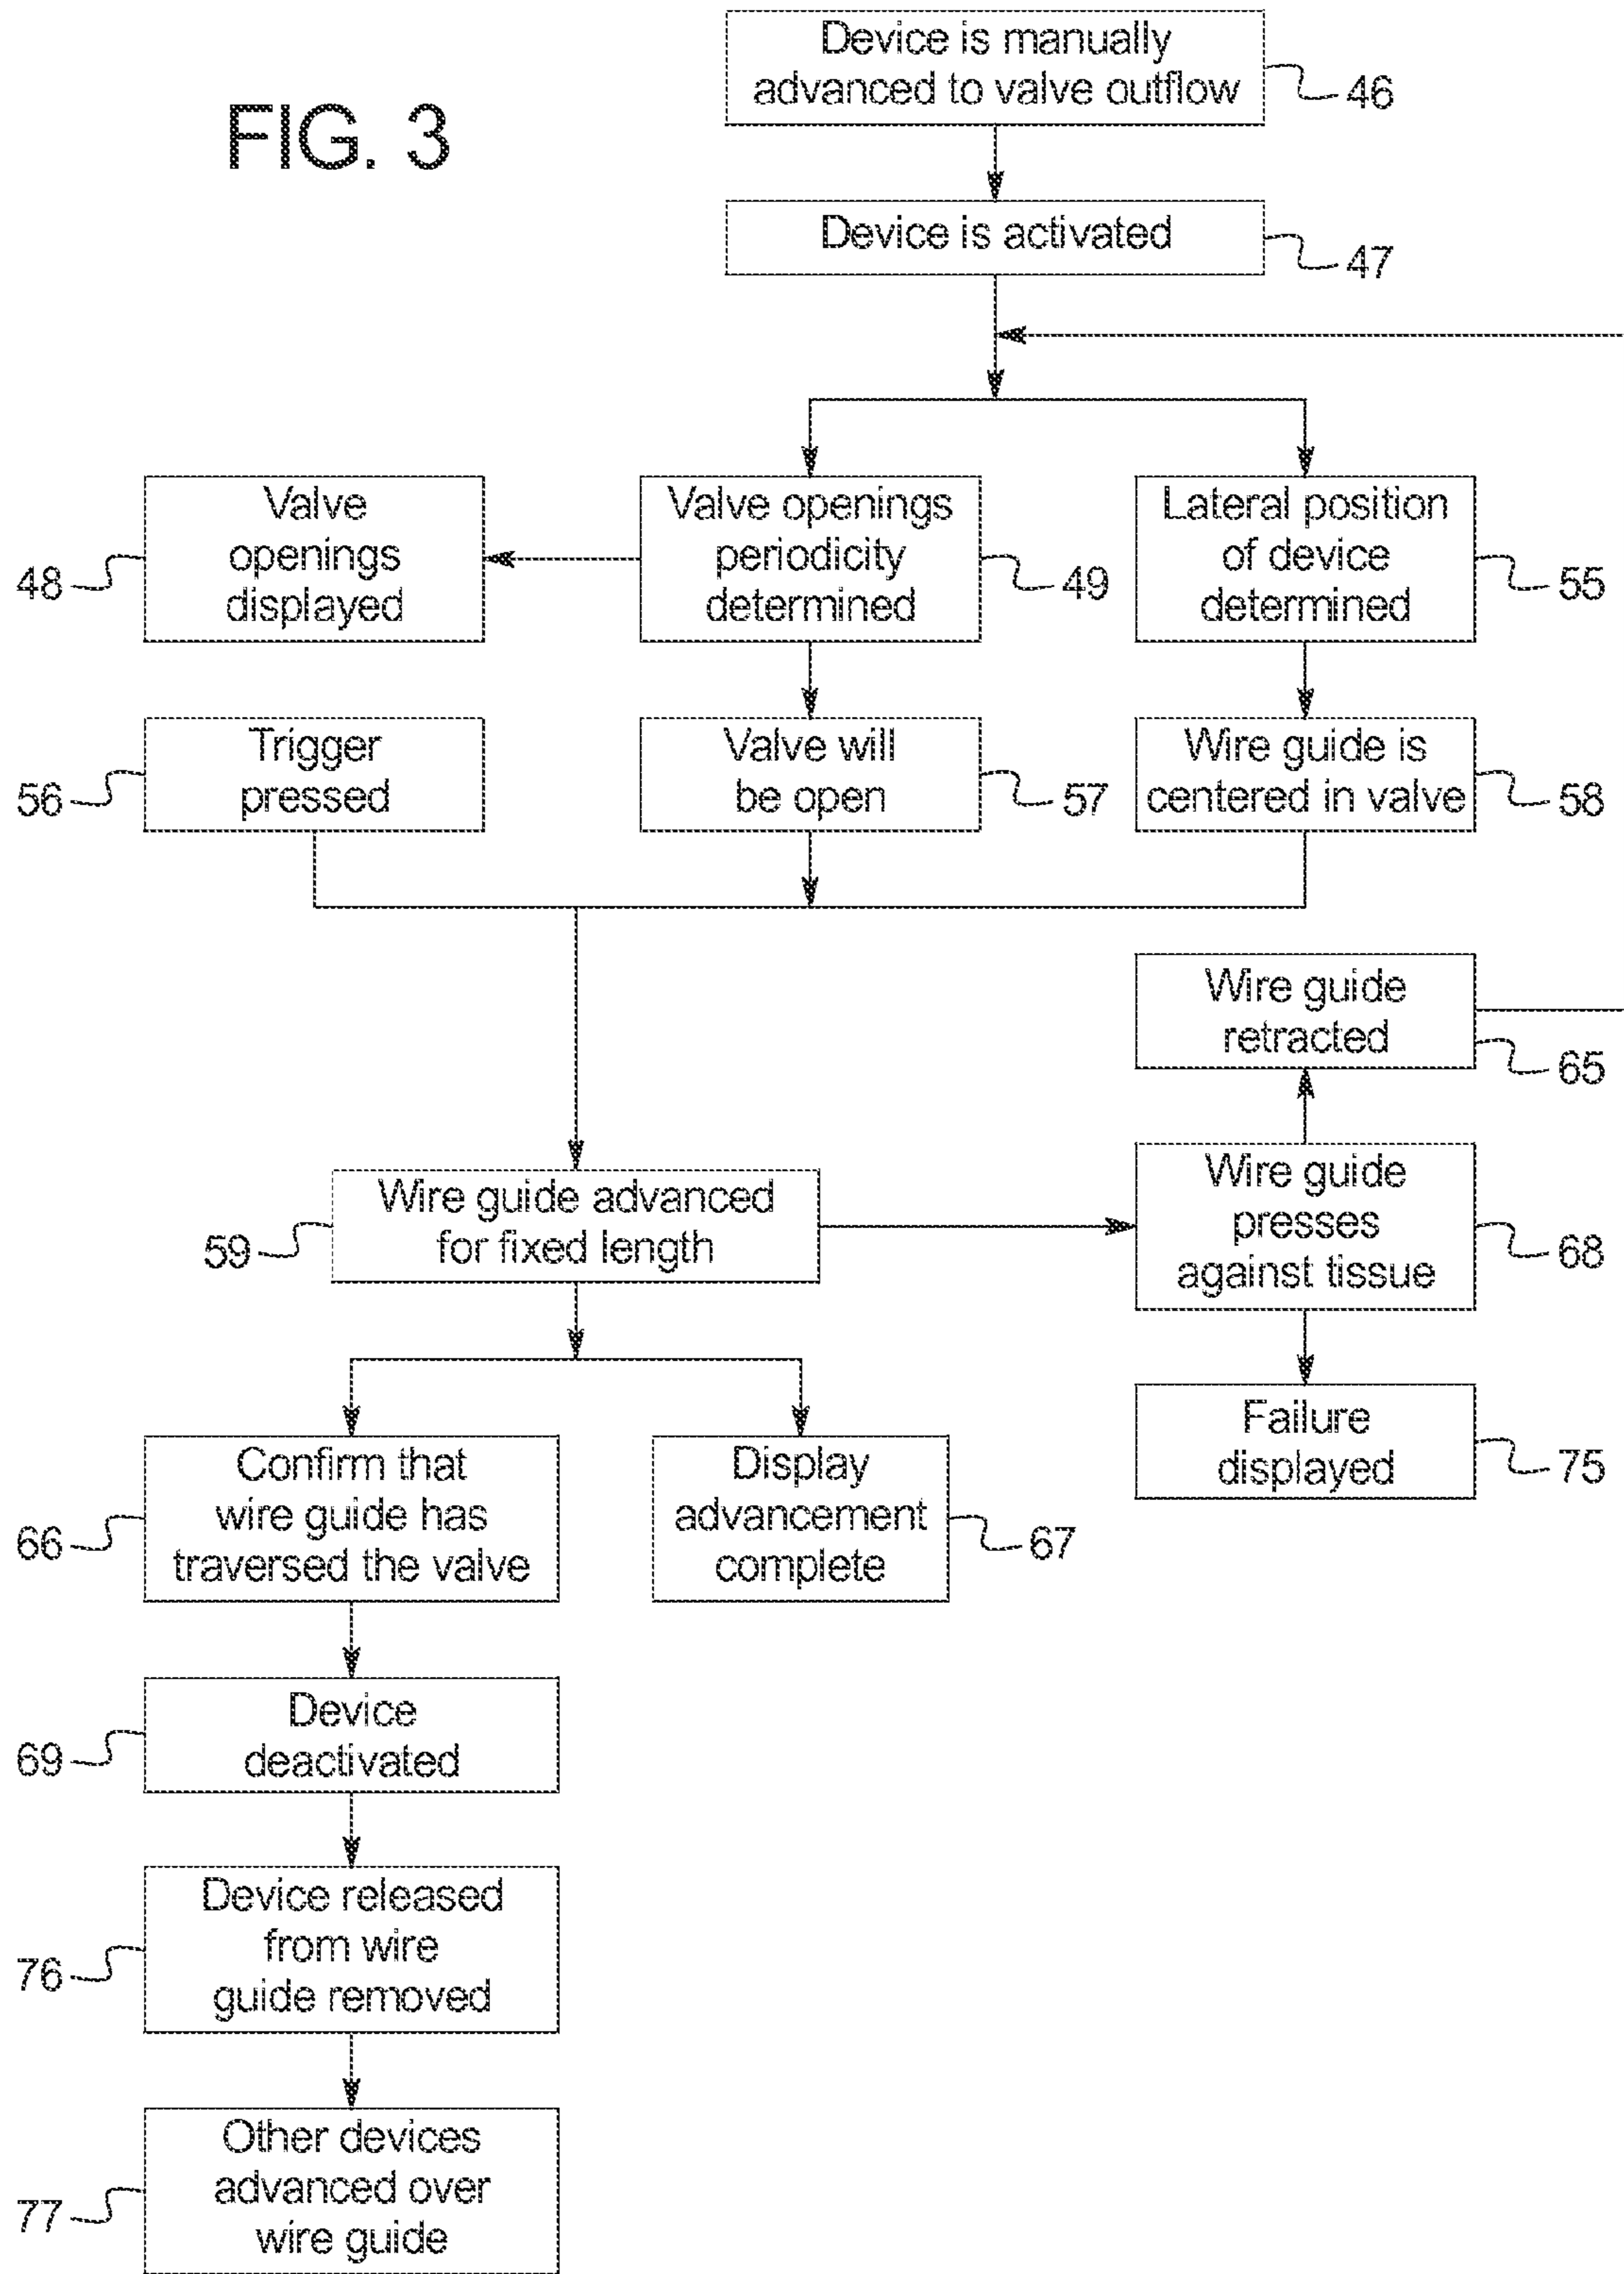 FIG. 3
Device is manually
advanced to valve outflow
46
Device is activated
47
Valve
openings
displayed
48
Valve openings
periodicity
determined
49
Lateral position
of device
determined
55
Trigger
pressed
56
Valve will
be open
57
Wire guide is
centered in valve
58
Wire guide
retracted
65
Wire guide advanced
for fixed length
59
Wire guide
presses
against tissue
68
Failure
displayed
75
Confirm that
wire guide has
traversed the valve
66
Display
advancement
complete
67
Device
deactivated
69
Device released
from wire
guide removed
76
Other devices
advanced over
wire guide
77